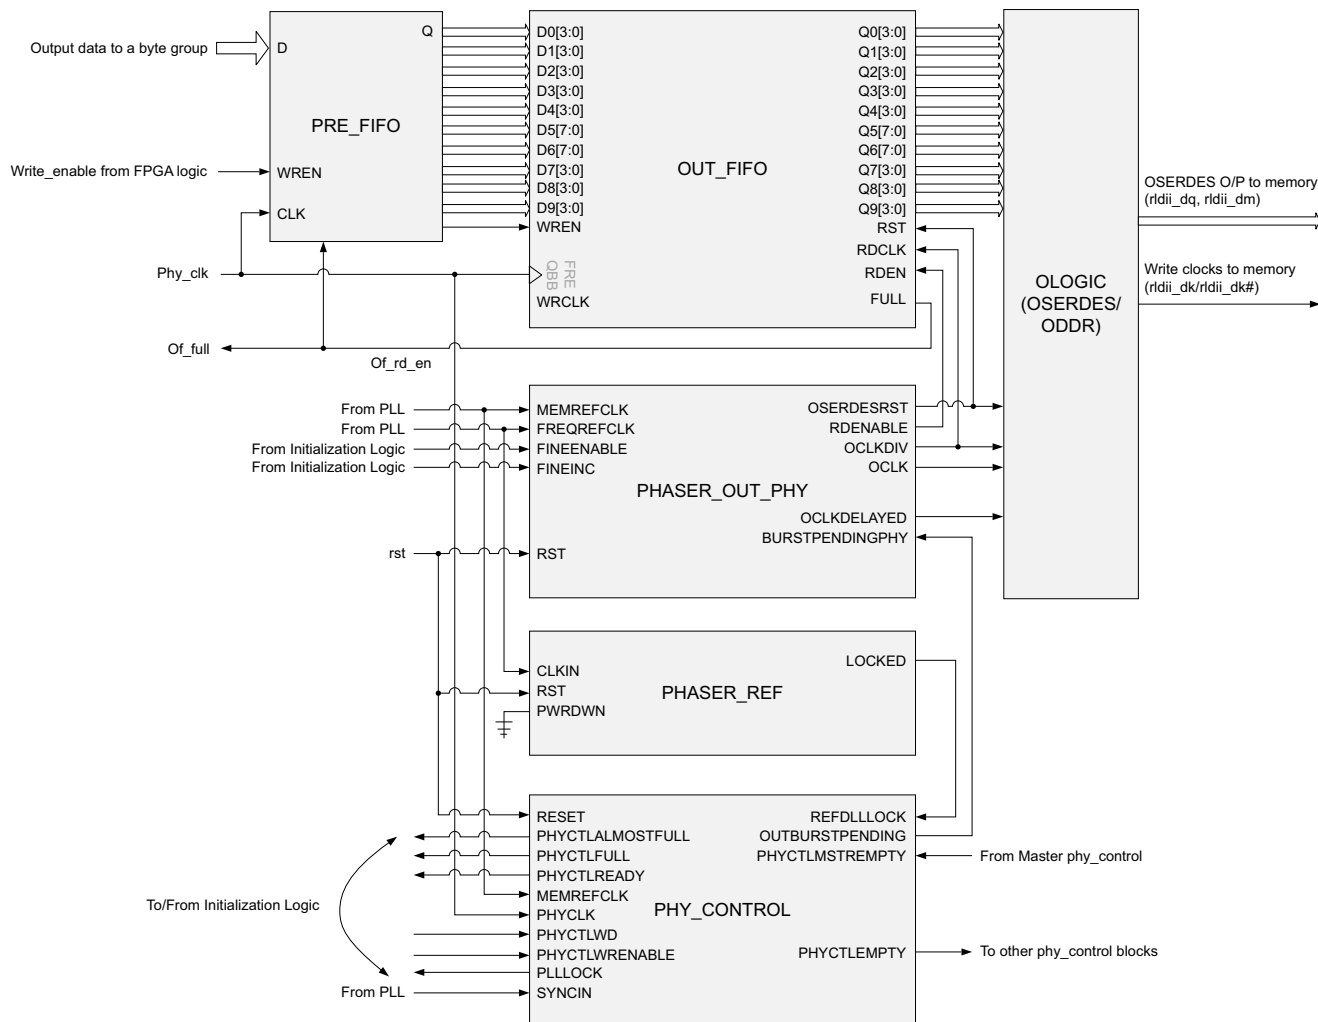 Output data to a byte group
D
Q
PRE_FIFO
Write_enable from FPGA logic
WREN
CLK
Phy_clk
Of_full
Of_rd_en
D0[3:0]
D1[3:0]
D2[3:0]
D3[3:0]
D4[3:0]
D5[7:0]
D6[7:0]
D7[3:0]
D8[3:0]
D9[3:0]
WREN
FRE
QBB
WRCLK
OUT_FIFO
Q0[3:0]
Q1[3:0]
Q2[3:0]
Q3[3:0]
Q4[3:0]
Q5[7:0]
Q6[7:0]
Q7[3:0]
Q8[3:0]
Q9[3:0]
RST
RDCLK
RDEN
FULL
OLOGIC
(OSERDES/
ODDR)
OSERDES O/P to memory
(rldii_dq, rldii_dm)
Write clocks to memory
(rldii_dk/rldii_dk#)
From PLL
From PLL
From Initialization Logic
From Initialization Logic
rst
MEMREFCLK
FREQREFCLK
FINEENABLE
FINEINC
RST
PHASER_OUT_PHY
OSERDESRST
RDENABLE
OCLKDIV
OCLK
OCLKDELAYED
BURSTPENDINGPHY
CLKIN
RST
PWRDWN
PHASER_REF
LOCKED
To/From Initialization Logic
From PLL
RESET
PHYCTLALMOSTFULL
PHYCTLFULL
PHYCTLREADY
MEMREFCLK
PHYCLK
PHYCTLWD
PHYCTLWRENABLE
PLLLOCK
SYNCIN
PHY_CONTROL
REFDLLLOCK
OUTBURSTPENDING
PHYCTLMSTREMPTY
PHYCTLEMPTY
From Master phy_control
To other phy_control blocks